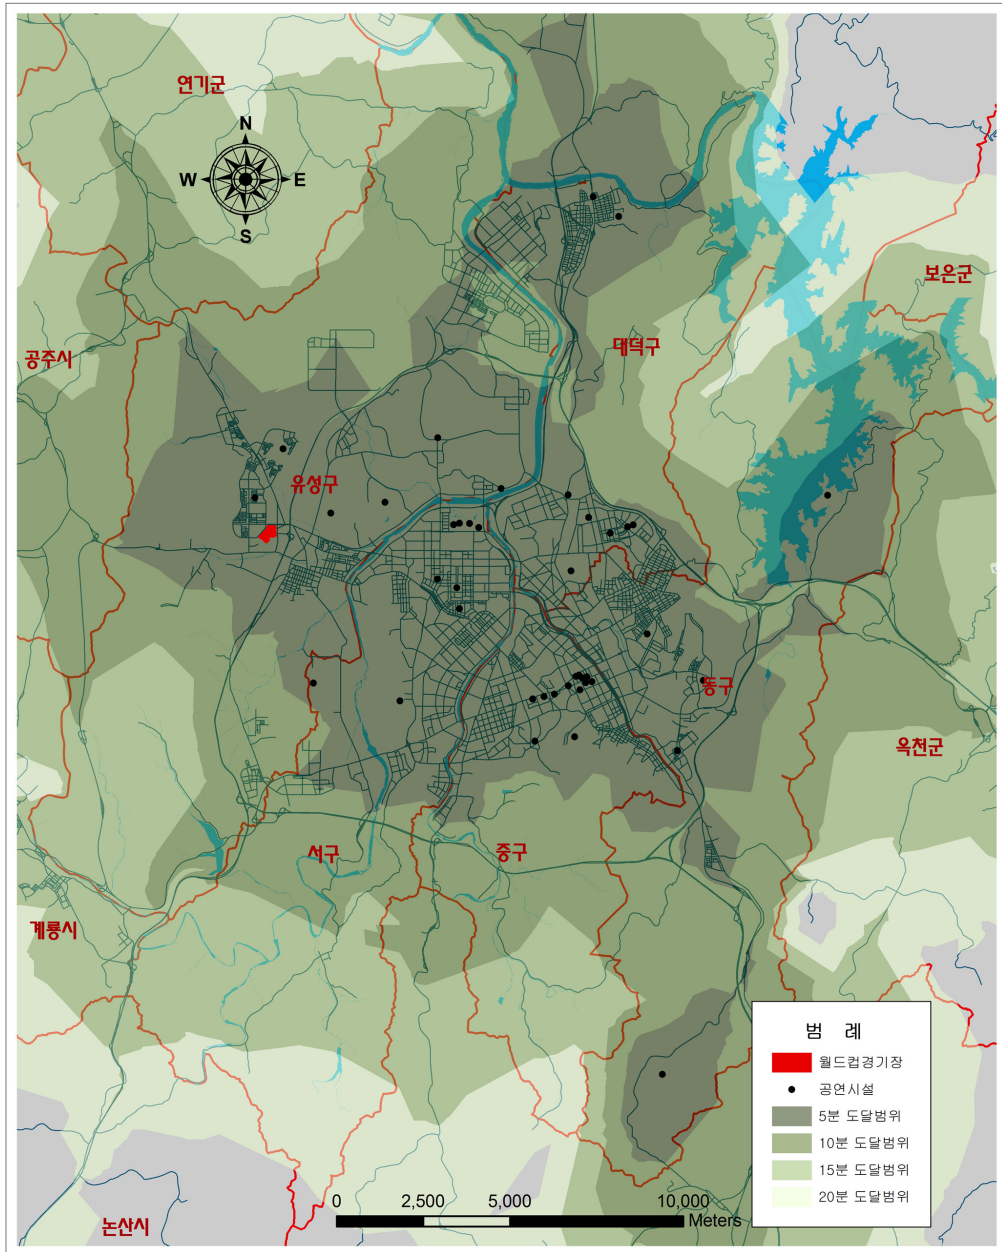 연기군
N
W
E
S
보은군
공주시
대덕구
유성구
동구
옥천군
서구
중구
계룡시
논산시
범 례
월드컵경기장
공연시설
5분 도달범위
10분 도달범위
15분 도달범위
20분 도달범위
0 2,500 5,000 10,000
Meters